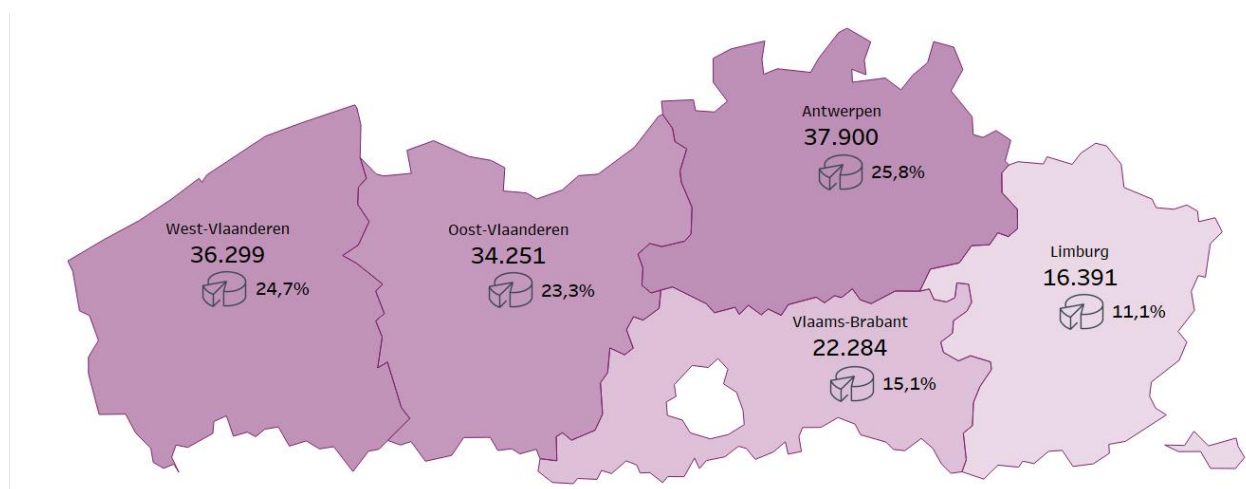 Antwerpen
37.900
25,8%
West-Vlaanderen
36.299
24,7%
Oost-Vlaanderen
34.251
23,3%
Limburg
16.391
11,1%
Vlaams-Brabant
22.284
15,1%